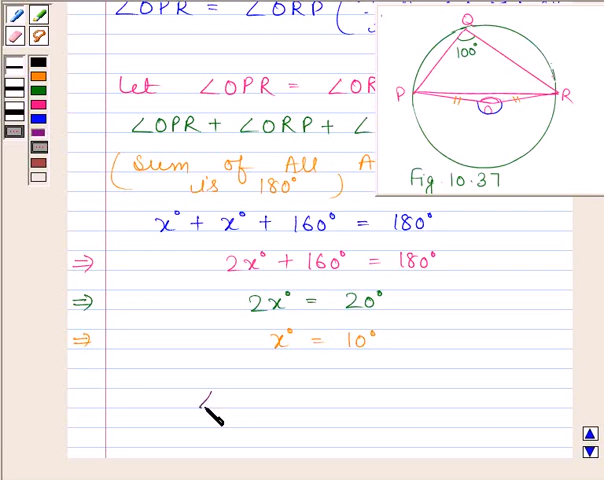 ∠OPR = ∠ORP (
Let ∠OPR = ∠OR
∠OPR + ∠ORP + ∠
(Sum of All A
is 180°)
x° + x° + 160° = 180°
⇒ 2x° + 160° = 180°
⇒ 2x° = 20°
⇒ x° = 10°
∠
Q
100°
P
R
O
Fig 10.37